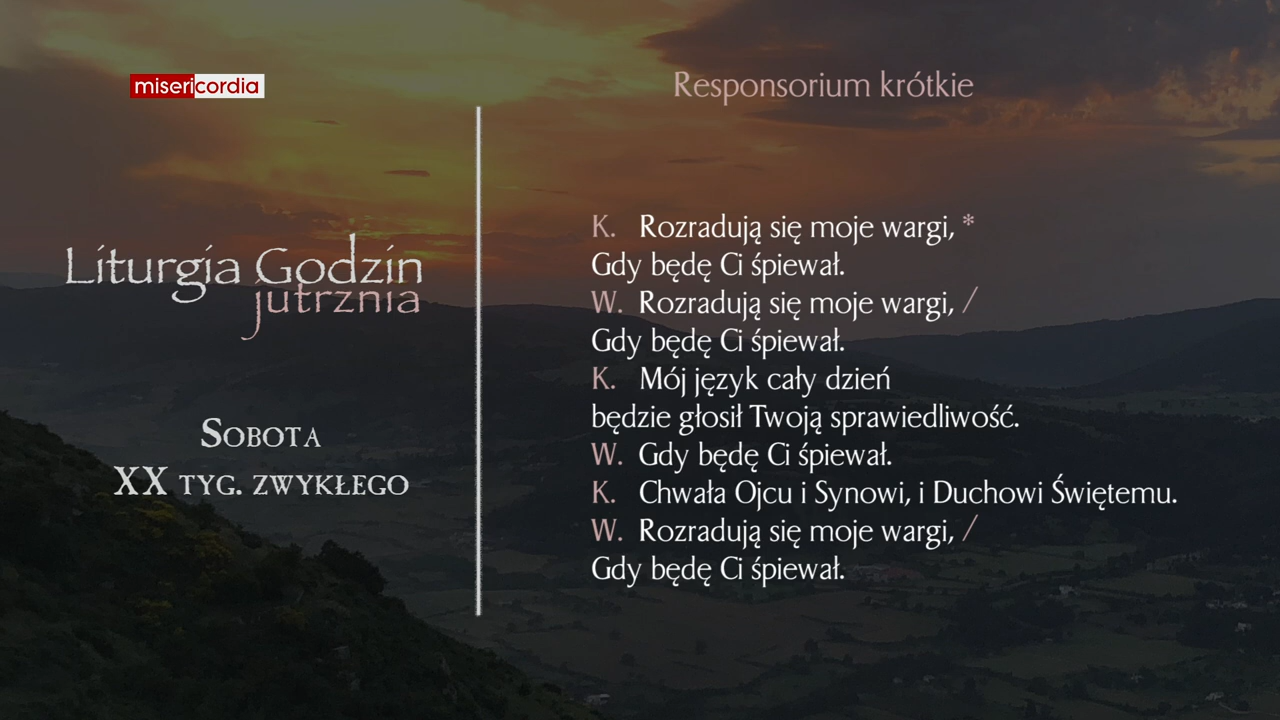 misericordia
Liturgia Godzin
jutrznia
Sobota
XX tyg. zwykłego
Responsorium krótkie
K. Rozradują się moje wargi, *
Gdy będę Ci śpiewał.
W. Rozradują się moje wargi, /
Gdy będę Ci śpiewał.
K. Mój język cały dzień
będzie głosił Twoją sprawiedliwość.
W. Gdy będę Ci śpiewał.
K. Chwała Ojcu i Synowi, i Duchowi Świętemu.
W. Rozradują się moje wargi, /
Gdy będę Ci śpiewał.